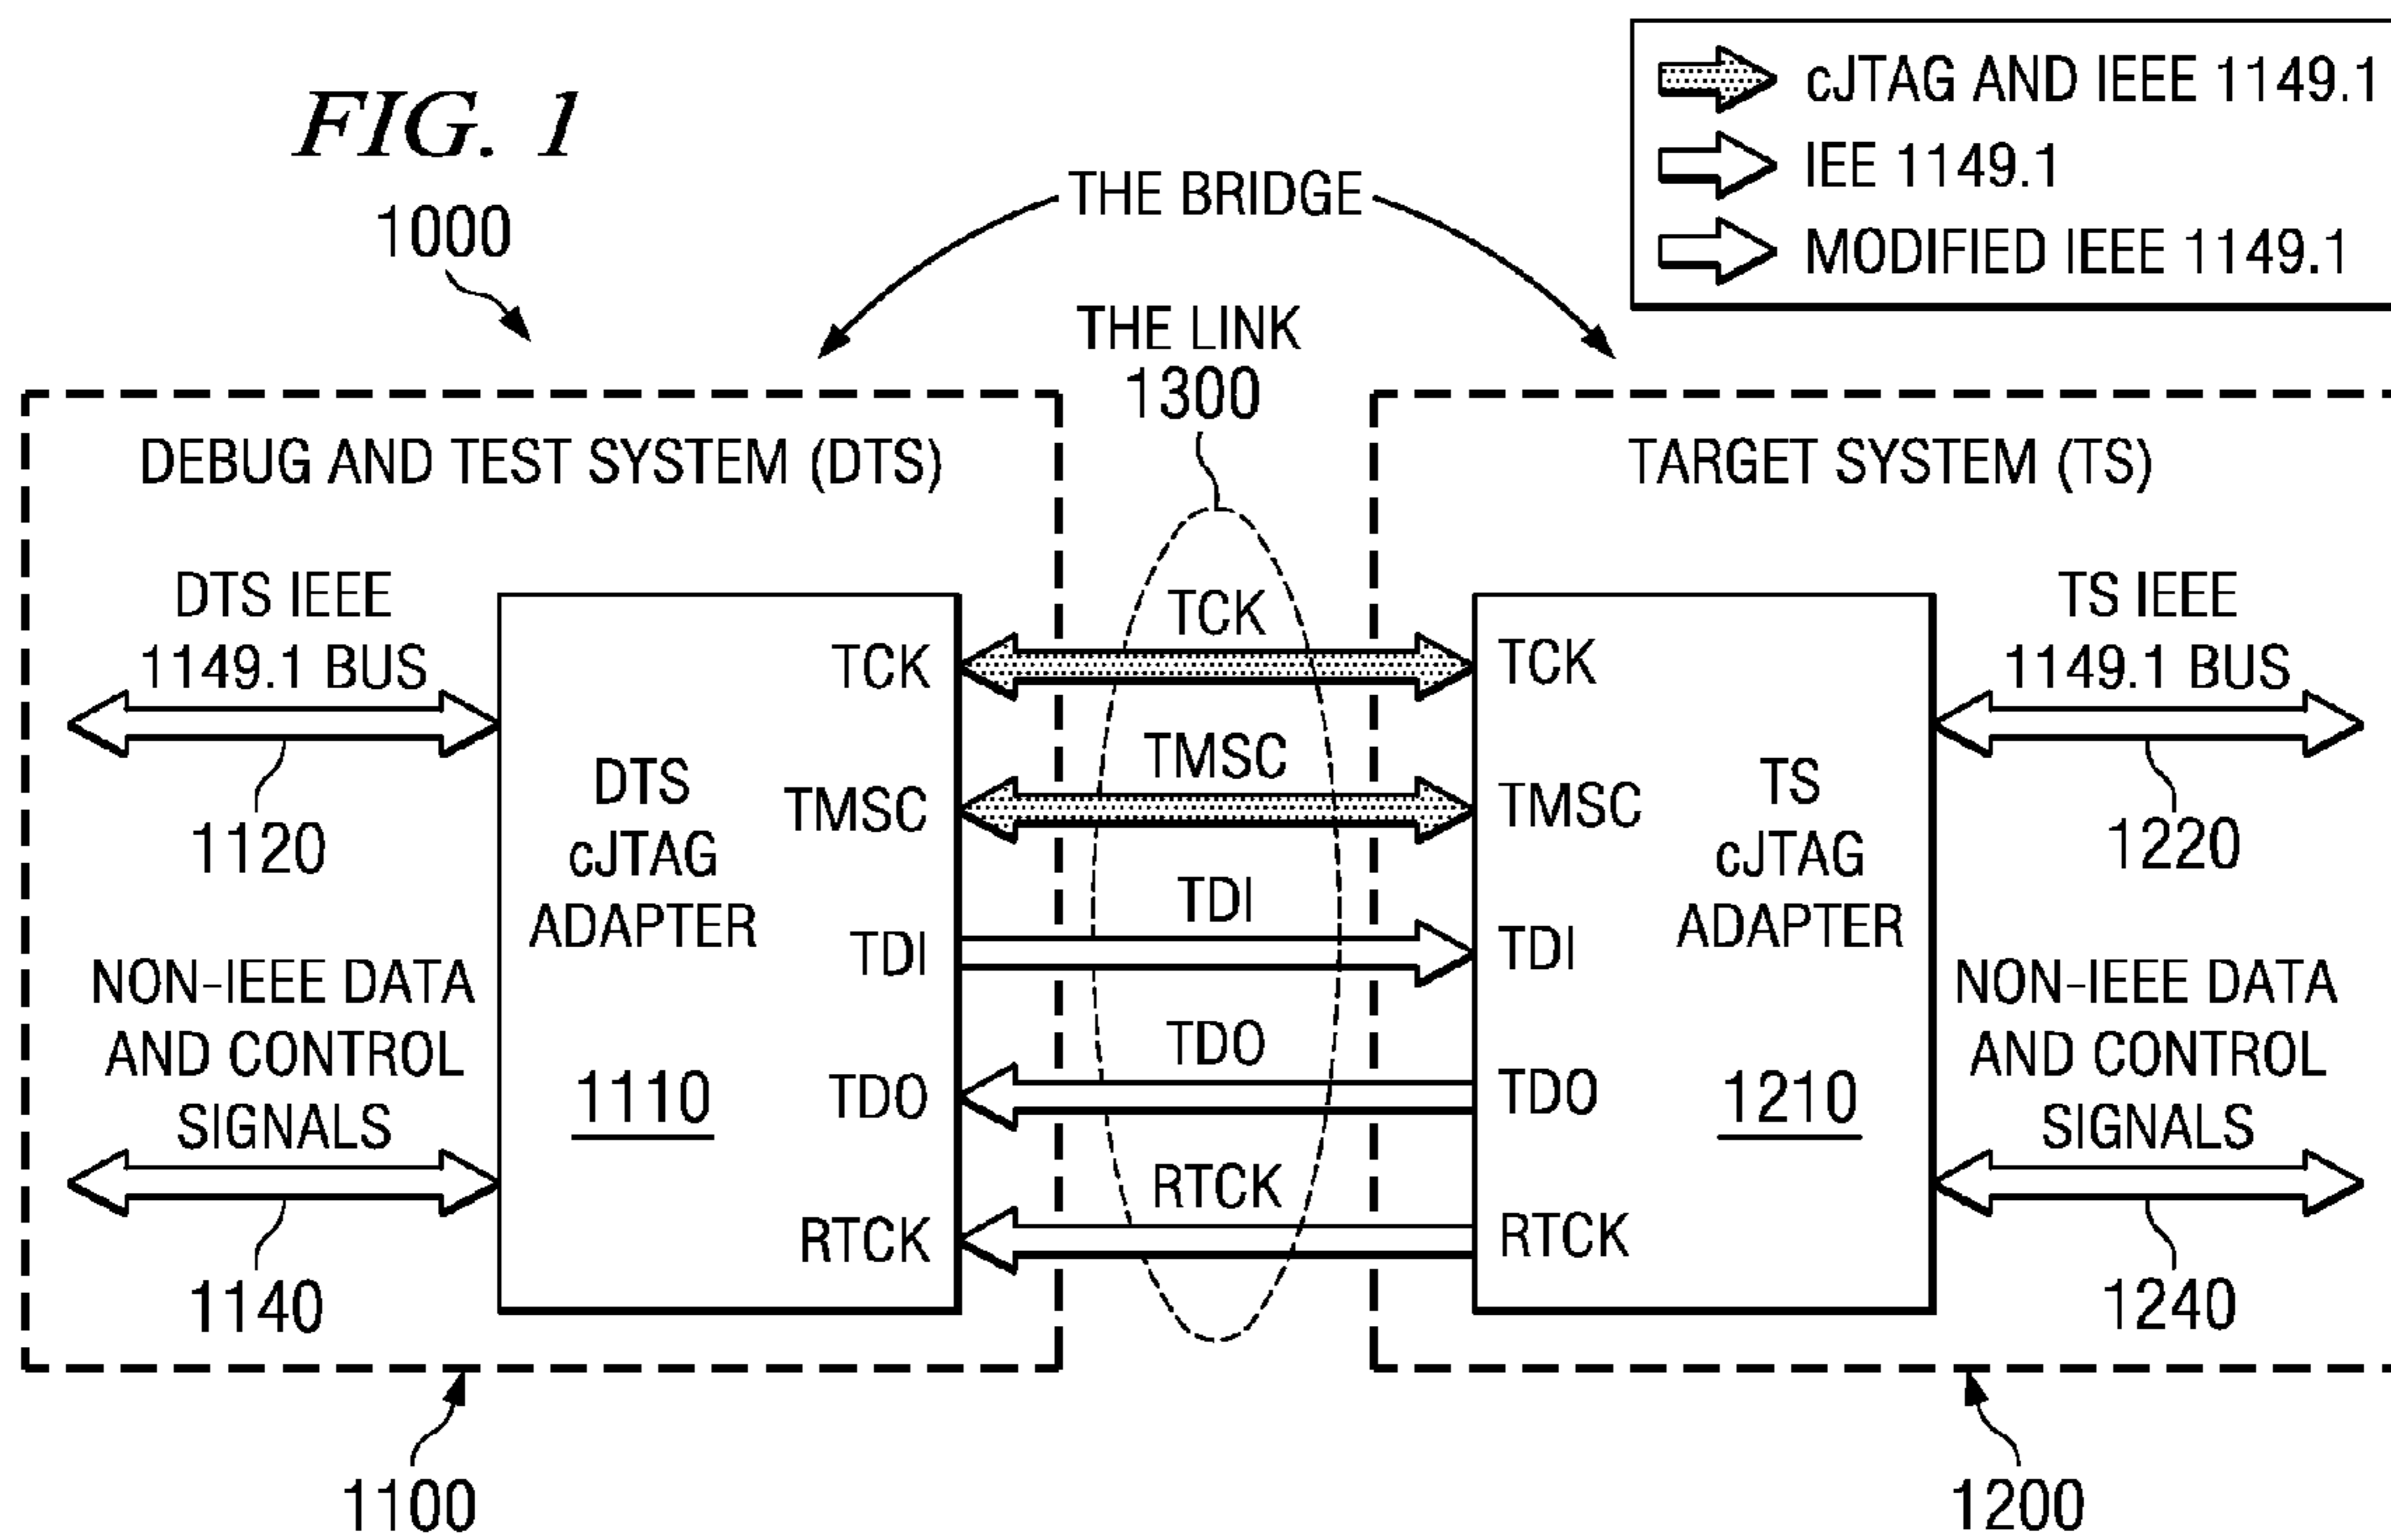 FIG. 1
1000
cJTAG AND IEEE 1149.1
IEE 1149.1
MODIFIED IEEE 1149.1
THE BRIDGE
THE LINK
1300
DEBUG AND TEST SYSTEM (DTS)
DTS IEEE
1149.1 BUS
1120
NON-IEEE DATA
AND CONTROL
SIGNALS
1140
DTS
cJTAG
ADAPTER
1110
TCK
TMSC
TDI
TDO
RTCK
TCK
TMSC
TDI
TDO
RTCK
TARGET SYSTEM (TS)
TCK
TMSC
TDI
TDO
RTCK
TS
cJTAG
ADAPTER
1210
TS IEEE
1149.1 BUS
1220
NON-IEEE DATA
AND CONTROL
SIGNALS
1240
1100
1200